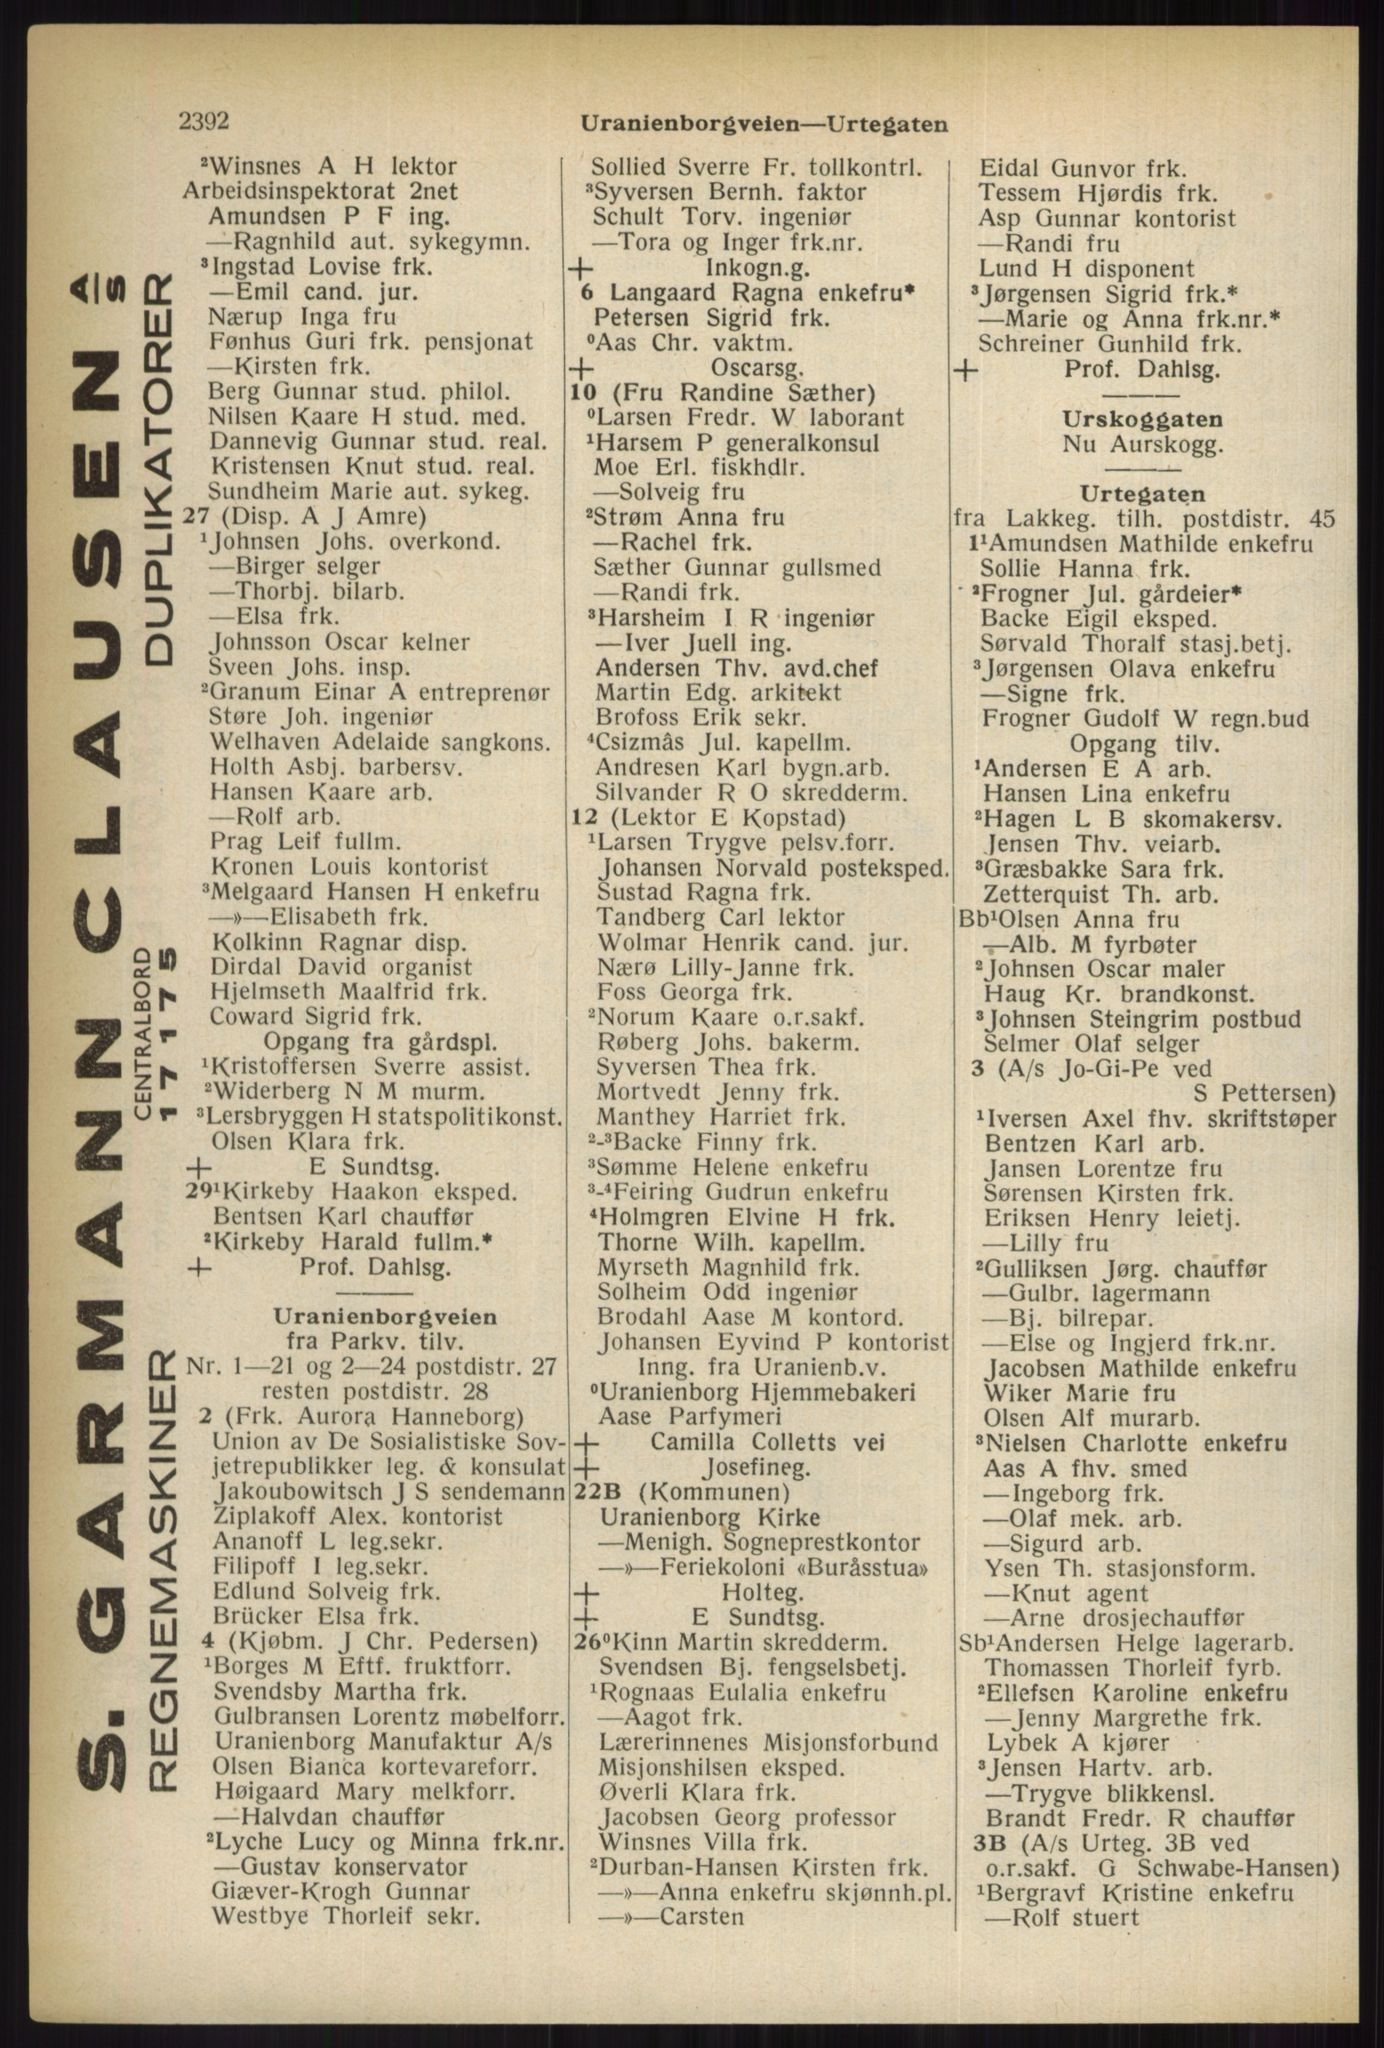 2392
Uranienborgveien—Urtegaten
²Winsnes A H lektor
Arbeidsinspektorat 2net
Amundsen P F ing.
—Ragnhild aut. sykegymn.
³Ingstad Lovise frk.
—Emil cand. jur.
Nærup Inga fru
Fønhus Guri frk. pensjonat
—Kirsten frk.
Berg Gunnar stud. philol.
Nilsen Kaare H stud. med.
Dannevig Gunnar stud. real.
Kristensen Knut stud. real.
Sundheim Marie aut. sykeg.
27 (Disp. A J Amre)
¹Johnsen Johs. overkond.
—Birger selger
—Thorbj. bilarb.
—Elsa frk.
Johnsson Oscar kelner
Sveen Johs. insp.
²Granum Einar A entreprenør
Støre Joh. ingeniør
Welhaven Adelaide sangkons.
Holth Asbj. barbersv.
Hansen Kaare arb.
—Rolf arb.
Prag Leif fullm.
Kronen Louis kontorist
³Melgaard Hansen H enkefru
—»—Elisabeth frk.
Kolkinn Ragnar disp.
Dirdal David organist
Hjelmseth Maalfrid frk.
Coward Sigrid frk.
Opgang fra gårdspl.
¹Kristoffersen Sverre assist.
²Widerberg N M murm.
³Lersbryggen H statspolitikonst.
Olsen Klara frk.
+ E Sundtsg.
29¹Kirkeby Haakon eksped.
Bentsen Karl chauffør
²Kirkeby Harald fullm.*
+ Prof. Dahlsg.
Uranienborgveien
fra Parkv. tilv.
Nr. 1—21 og 2—24 postdistr. 27
resten postdistr. 28
2 (Frk. Aurora Hanneborg)
Union av De Sosialistiske Sov-
jetrepublikker leg. & konsulat
Jakoubowitsch J S sendemann
Ziplakoff Alex. kontorist
Ananoff L leg.sekr.
Filipoff I leg.sekr.
Edlund Solveig frk.
Brücker Elsa frk.
4 (Kjøbm. J Chr. Pedersen)
¹Borges M Eftf. fruktforr.
Svendsby Martha frk.
Gulbransen Lorentz møbelforr.
Uranienborg Manufaktur A/s
Olsen Bianca kortevareforr.
Høigaard Mary melkforr.
—Halvdan chauffør
²Lyche Lucy og Minna frk.nr.
—Gustav konservator
Giæver-Krogh Gunnar
Westbye Thorleif sekr.
Sollied Sverre Fr. tollkontrl.
³Syversen Bernh. faktor
Schult Torv. ingeniør
—Tora og Inger frk.nr.
+ Inkogn.g.
6 Langaard Ragna enkefru*
Petersen Sigrid frk.
⁰Aas Chr. vaktm.
+ Oscarsg.
10 (Fru Randine Sæther)
⁰Larsen Fredr. W laborant
¹Harsem P generalkonsul
Moe Erl. fiskhdlr.
—Solveig fru
²Strøm Anna fru
—Rachel frk.
Sæther Gunnar gullsmed
—Randi frk.
³Harsheim I R ingeniør
—Iver Juell ing.
Andersen Thv. avd.chef
Martin Edg. arkitekt
Brofoss Erik sekr.
⁴Csizmâs Jul. kapellm.
Andresen Karl bygn.arb.
Silvander R O skredderm.
12 (Lektor E Kopstad)
¹Larsen Trygve pelsv.forr.
Johansen Norvald posteksped.
Sustad Ragna frk.
Tandberg Carl lektor
Wolmar Henrik cand. jur.
Nærø Lilly-Janne frk.
Foss Georga frk.
²Norum Kaare o.r.sakf.
Røberg Johs. bakerm.
Syversen Thea frk.
Mortvedt Jenny frk.
Manthey Harriet frk.
²-³Backe Finny frk.
³Sømme Helene enkefru
³-⁴Feiring Gudrun enkefru
⁴Holmgren Elvine H frk.
Thorne Wilh. kapellm.
Myrseth Magnhild frk.
Solheim Odd ingeniør
Brodahl Aase M kontord.
Johansen Eyvind P kontorist
Inng. fra Uranienb.v.
⁰Uranienborg Hjemmebakeri
Aase Parfymeri
+ Camilla Colletts vei
+ Josefineg.
22B (Kommunen)
Uranienborg Kirke
—Menigh. Sogneprestkontor
—»—Feriekoloni «Buråsstua»
+ Holteg.
+ E Sundtsg.
26⁰Kinn Martin skredderm.
Svendsen Bj. fengselsbetj.
¹Rognaas Eulalia enkefru
—Aagot frk.
Lærerinnenes Misjonsforbund
Misjonshilsen eksped.
Øverli Klara frk.
Jacobsen Georg professor
Winsnes Villa frk.
²Durban-Hansen Kirsten frk.
—»—Anna enkefru skjønnh.pl.
—»—Carsten
Eidal Gunvor frk.
Tessem Hjørdis frk.
Asp Gunnar kontorist
—Randi fru
Lund H disponent
³Jørgensen Sigrid frk.*
—Marie og Anna frk.nr.*
Schreiner Gunhild frk.
+ Prof. Dahlsg.
Urskoggaten
Nu Aurskogg.
Urtegaten
fra Lakkeg. tilh. postdistr. 45
1¹Amundsen Mathilde enkefru
Sollie Hanna frk.
²Frogner Jul. gårdeier*
Backe Eigil eksped.
Sørvald Thoralf stasj.betj.
³Jørgensen Olava enkefru
—Signe frk.
Frogner Gudolf W regn.bud
Opgang tilv.
¹Andersen E A arb.
Hansen Lina enkefru
²Hagen L B skomakersv.
Jensen Thv. veiarb.
³Græsbakke Sara frk.
Zetterquist Th. arb.
Bb¹Olsen Anna fru
—Alb. M fyrbøter
²Johnsen Oscar maler
Haug Kr. brandkonst.
³Johnsen Steingrim postbud
Selmer Olaf selger
3 (A/s Jo-Gi-Pe ved
S Pettersen)
¹Iversen Axel fhv. skriftstøper
Bentzen Karl arb.
Jansen Lorentze fru
Sørensen Kirsten frk.
Eriksen Henry leietj.
—Lilly fru
²Gulliksen Jørg. chauffør
—Gulbr. lagermann
—Bj. bilrepar.
—Else og Ingjerd frk.nr.
Jacobsen Mathilde enkefru
Wiker Marie fru
Olsen Alf murarb.
³Nielsen Charlotte enkefru
Aas A fhv. smed
—Ingeborg frk.
—Olaf mek. arb.
—Sigurd arb.
Ysen Th. stasjonsform.
—Knut agent
—Arne drosjechauffør
Sb¹Andersen Helge lagerarb.
Thomassen Thorleif fyrb.
²Ellefsen Karoline enkefru
—Jenny Margrethe frk.
Lybek A kjører
³Jensen Hartv. arb.
—Trygve blikkensl.
Brandt Fredr. R chauffør
3B (A/s Urteg. 3B ved
o.r.sakf. G Schwabe-Hansen)
¹Bergravf Kristine enkefru
—Rolf stuert
S. GARMANN CLAUSEN A/S
REGNEMASKINER
CENTRALBORD
17175
DUPLIKATORER